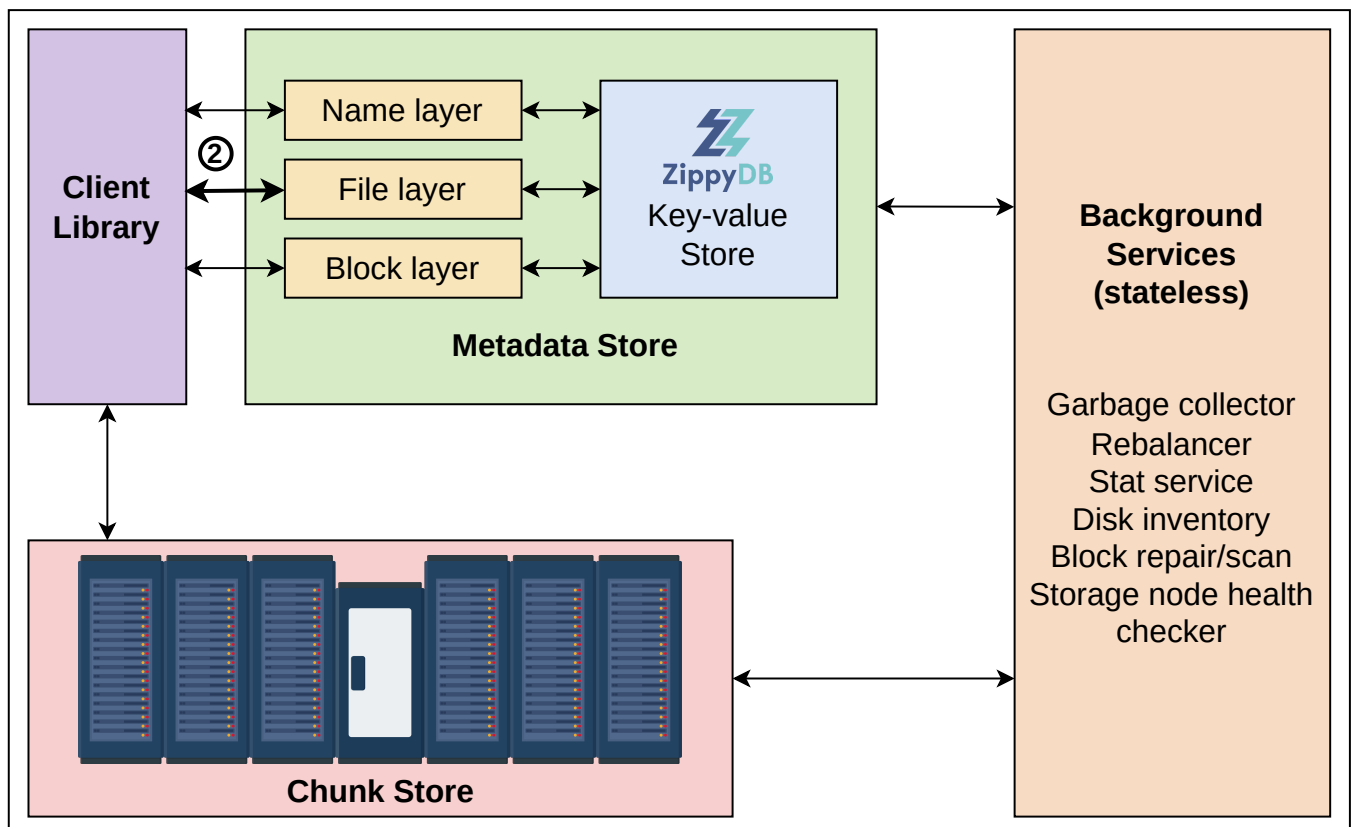 Client
Library
②
Name layer
File layer
Block layer
ZippyDB
Key-value
Store
Metadata Store
Background
Services
(stateless)
Garbage collector
Rebalancer
Stat service
Disk inventory
Block repair/scan
Storage node health
checker
Chunk Store